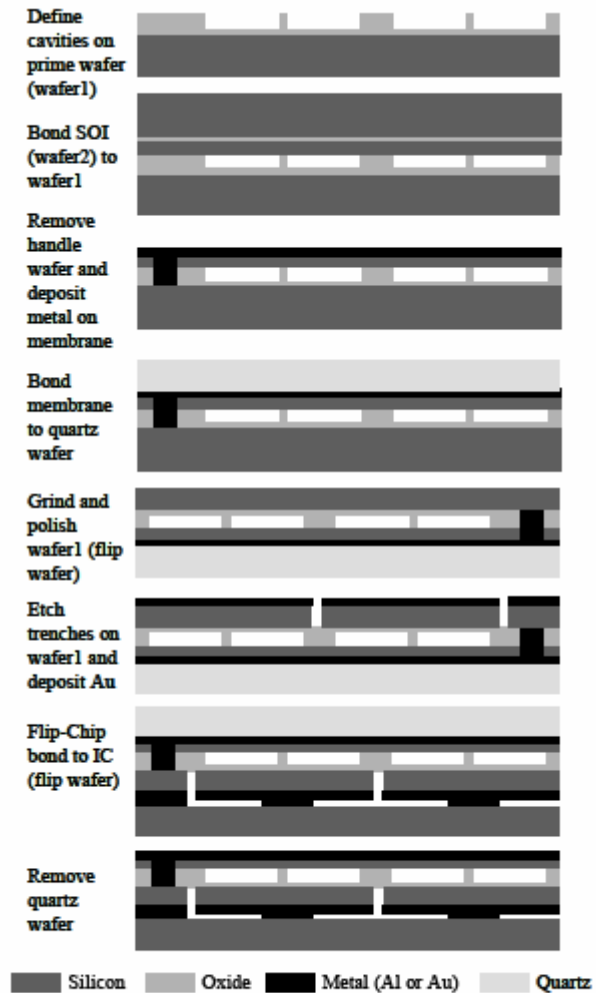 Define
cavities on
prime wafer
(wafer1)
Bond SOI
(wafer2) to
wafer1
Remove
handle
wafer and
deposit
metal on
membrane
Bond
membrane
to quartz
wafer
Grind and
polish
wafer1 (flip
wafer)
Etch
trenches on
wafer1 and
deposit Au
Flip-Chip
bond to IC
(flip wafer)
Remove
quartz
wafer
Silicon Oxide Metal (Al or Au) Quartz